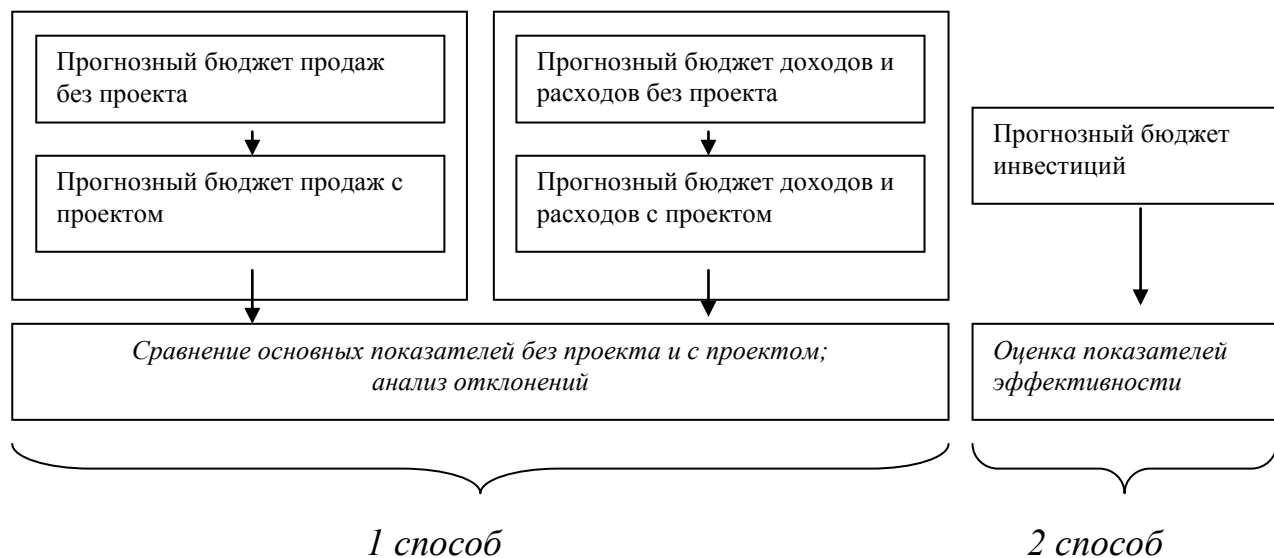 Прогнозный бюджет продаж
без проекта
Прогнозный бюджет продаж с
проектом
Прогнозный бюджет доходов и
расходов без проекта
Прогнозный бюджет доходов и
расходов с проектом
Прогнозный бюджет
инвестиций
Сравнение основных показателей без проекта и с проектом;
анализ отклонений
Оценка показателей
эффективности
1 способ
2 способ